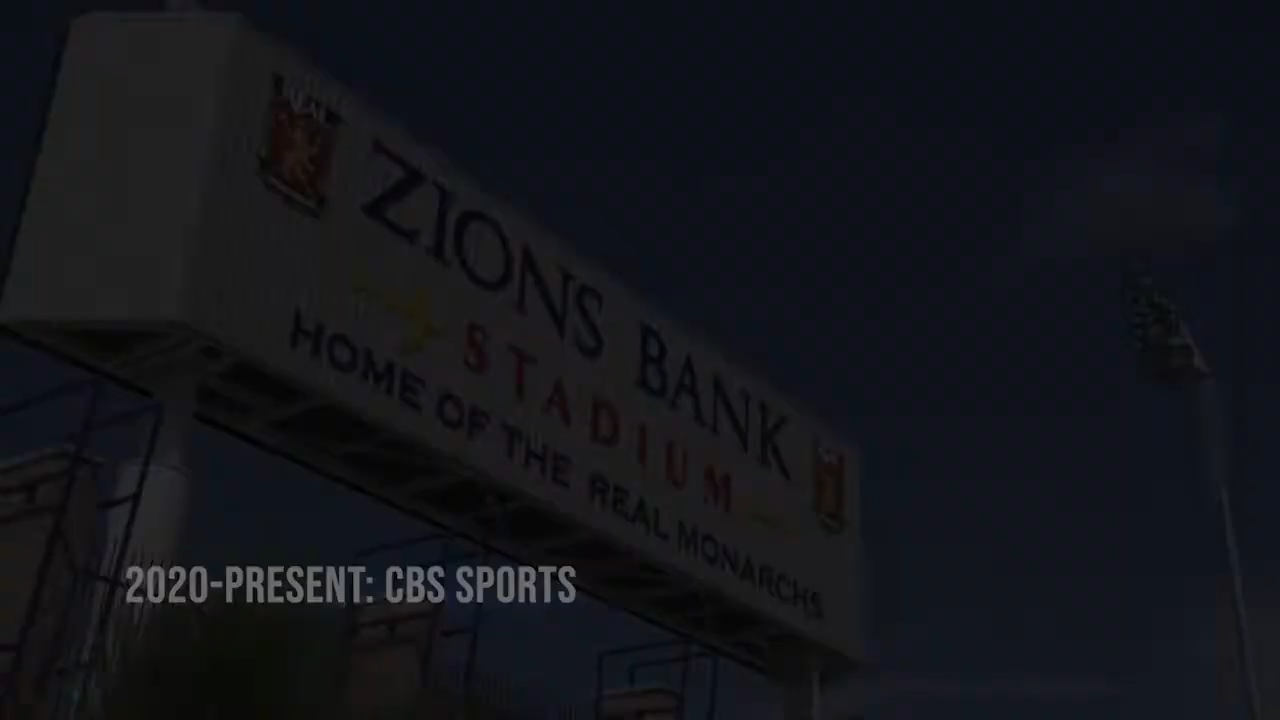 ZIONS BANK
STADIUM
HOME OF THE REAL MONARCHS
2020-PRESENT: CBS SPORTS